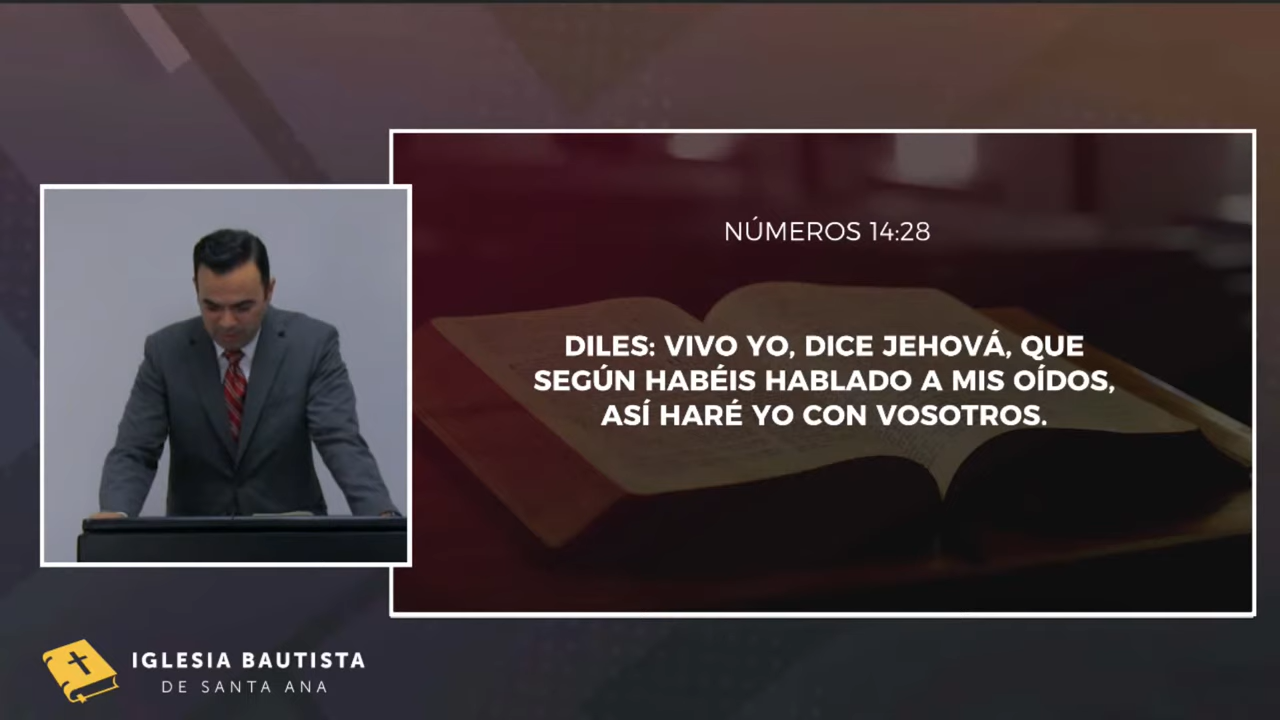 NÚMEROS 14:28
DILES: VIVO YO, DICE JEHOVÁ, QUE
SEGÚN HABÉIS HABLADO A MIS OÍDOS,
ASÍ HARÉ YO CON VOSOTROS.
IGLESIA BAUTISTA
DE SANTA ANA